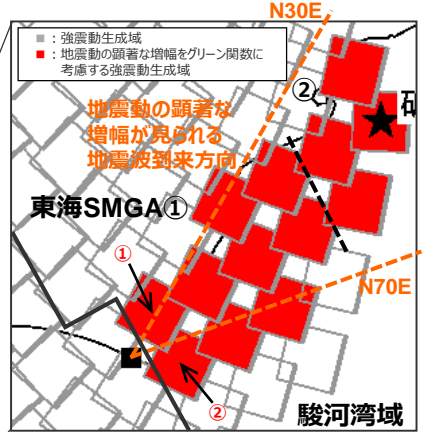 N30E
■：強震動生成域
■：地震動の顕著な増幅をグリーン関数に
考慮する強震動生成域
②
地震動の顕著な
増幅が見られる
地震波到来方向
東海SMGA①
①
N70E
②
駿河湾域